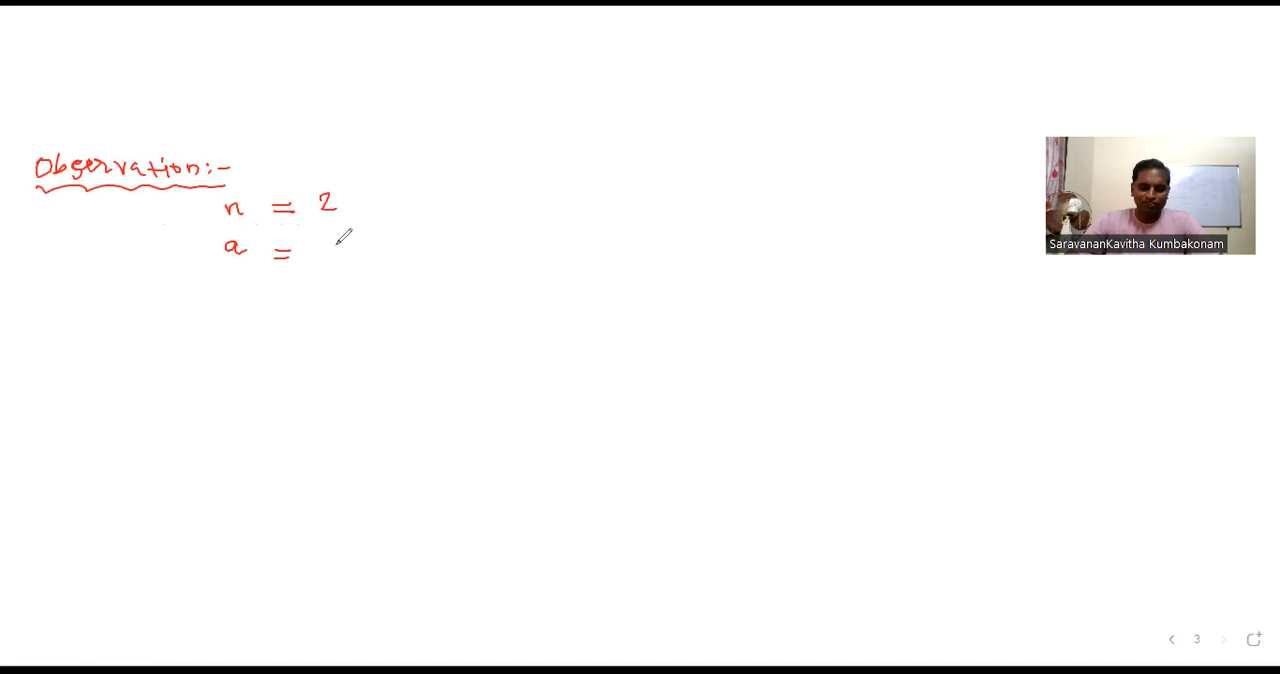 Observation:-
n = 2
a =
SaravananKavitha Kumbakonam
3